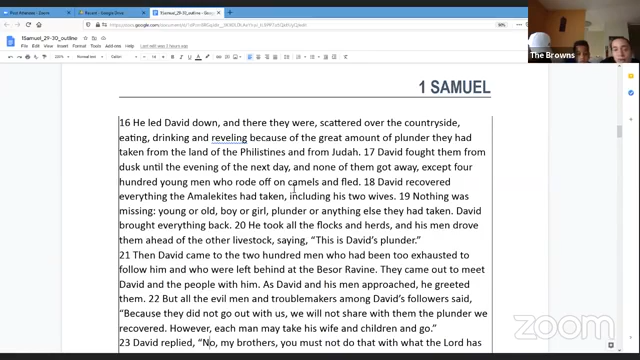 1Samuel_29-30_outline
The Browns
1 SAMUEL
16 He led David down, and there they were, scattered over the countryside,
eating, drinking and reveling because of the great amount of plunder they had
taken from the land of the Philistines and from Judah. 17 David fought them from
dusk until the evening of the next day, and none of them got away, except four
hundred young men who rode off on camels and fled. 18 David recovered
everything the Amalekites had taken, including his two wives. 19 Nothing was
missing: young or old, boy or girl, plunder or anything else they had taken. David
brought everything back. 20 He took all the flocks and herds, and his men drove
them ahead of the other livestock, saying, “This is David’s plunder.”
21 Then David came to the two hundred men who had been too exhausted to
follow him and who were left behind at the Besor Ravine. They came out to meet
David and the people with him. As David and his men approached, he greeted
them. 22 But all the evil men and troublemakers among David’s followers said,
“Because they did not go out with us, we will not share with them the plunder we
recovered. However, each man may take his wife and children and go.”
23 David replied, “No, my brothers, you must not do that with what the Lord has
zoom